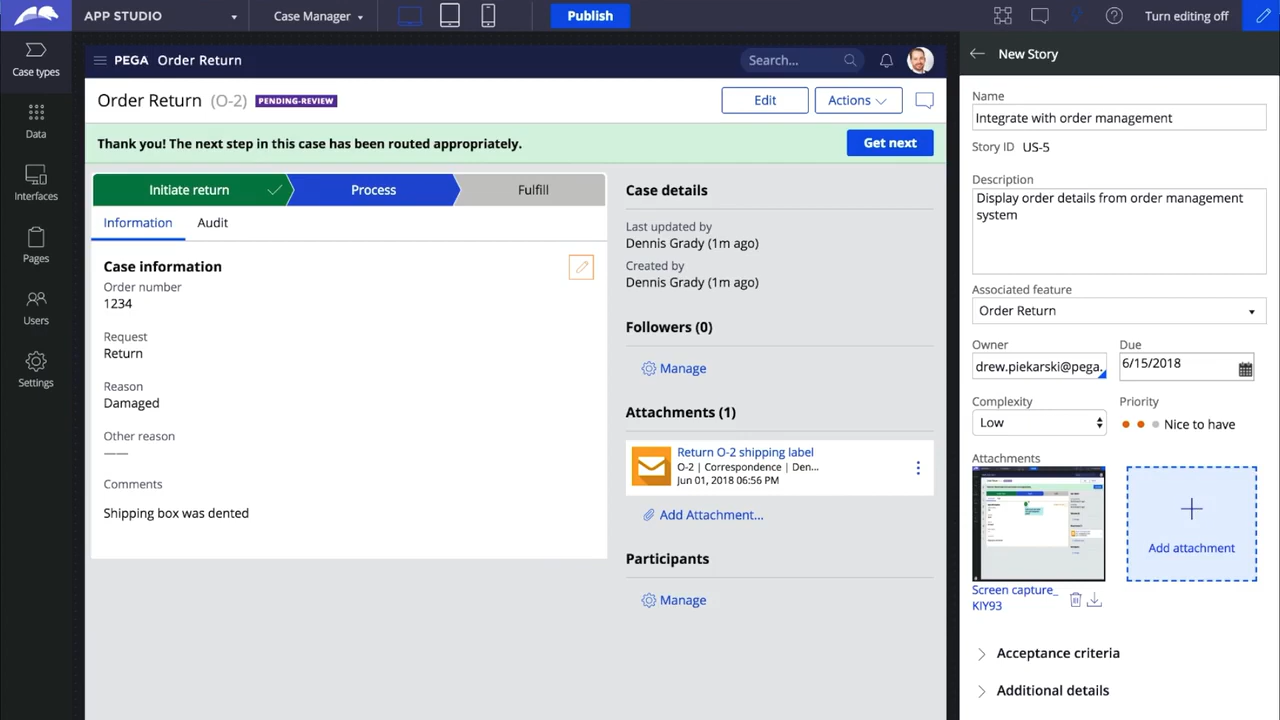 APP STUDIO
Case Manager
Publish
Turn editing off
Case types
Data
Interfaces
Pages
Users
Settings
PEGA Order Return
Search...
Order Return (O-2) PENDING-REVIEW
Edit
Actions
Thank you! The next step in this case has been routed appropriately.
Get next
Initiate return
Process
Fulfill
Information
Audit
Case information
Order number
1234
Request
Return
Reason
Damaged
Other reason
——
Comments
Shipping box was dented
Case details
Last updated by
Dennis Grady (1m ago)
Created by
Dennis Grady (1m ago)
Followers (0)
Manage
Attachments (1)
Return O-2 shipping label
O-2 | Correspondence | Den...
Jun 01, 2018 06:56 PM
Add Attachment...
Participants
Manage
New Story
Name
Integrate with order management
Story ID US-5
Description
Display order details from order management
system
Associated feature
Order Return
Owner
drew.piekarski@pega.
Due
6/15/2018
Complexity
Low
Priority
Nice to have
Attachments
Add attachment
Screen capture_
KIY93
Acceptance criteria
Additional details